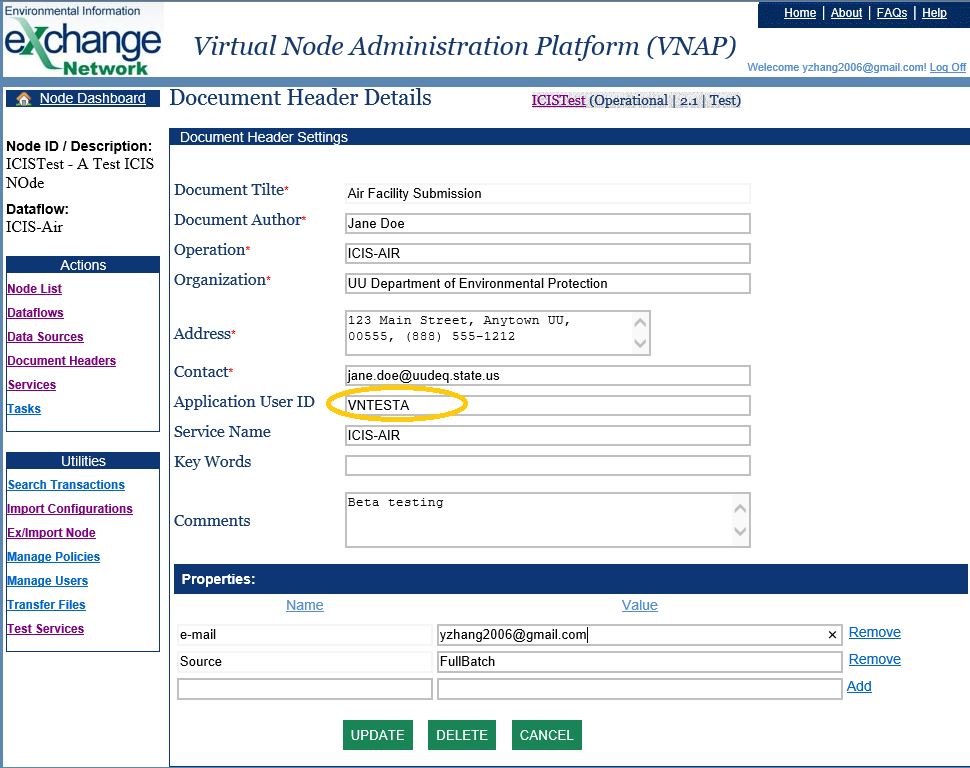 Environmental Information
eXchange
Network
Virtual Node Administration Platform (VNAP)
Home | About | FAQs | Help
Welecome yzhang2006@gmail.com! Log Off
Node Dashboard
Doecument Header Details
ICISTest (Operational | 2.1 | Test)
Node ID / Description:
ICISTest - A Test ICIS
NOde
Dataflow:
ICIS-Air
Actions
Node List
Dataflows
Data Sources
Document Headers
Services
Tasks
Utilities
Search Transactions
Import Configurations
Ex/Import Node
Manage Policies
Manage Users
Transfer Files
Test Services
Document Header Settings
Document Tilte* Air Facility Submission
Document Author* Jane Doe
Operation* ICIS-AIR
Organization* UU Department of Environmental Protection
Address* 123 Main Street, Anytown UU,
00555, (888) 555-1212
Contact* jane.doe@uudeq.state.us
Application User ID VNTESTA
Service Name ICIS-AIR
Key Words
Comments Beta testing
Properties:
Name Value
e-mail yzhang2006@gmail.com × Remove
Source FullBatch Remove
Add
UPDATE DELETE CANCEL